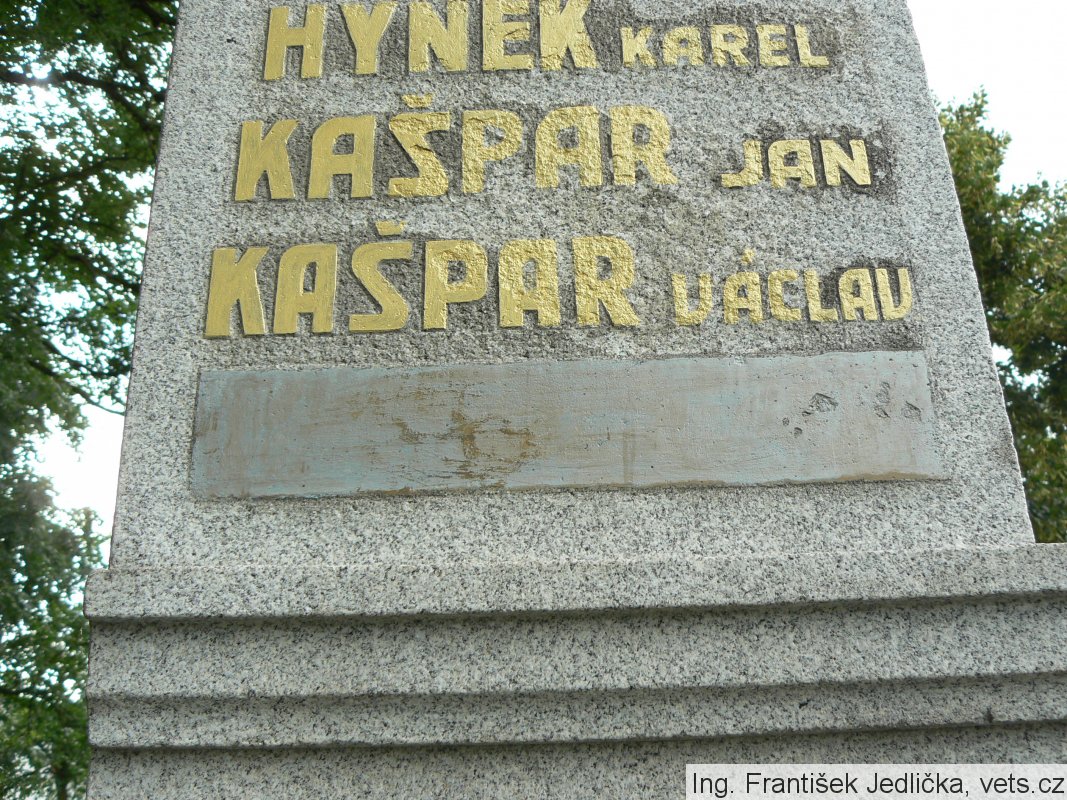 HYNEK KAREL
KAŠPAR JAN
KAŠPAR VÁCLAV
Ing. František Jedlička, vets.cz